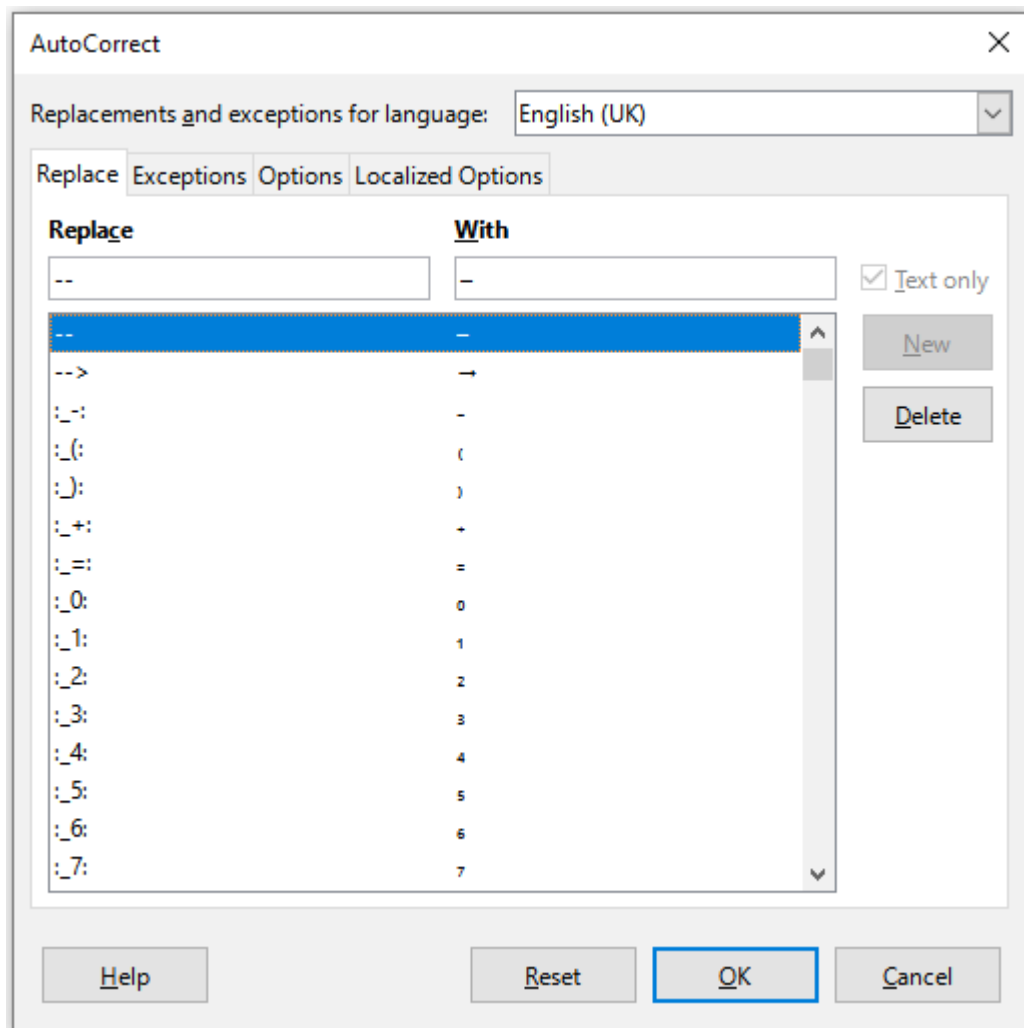 AutoCorrect
Replacements and exceptions for language: English (UK)
Replace Exceptions Options Localized Options
Replace With
-- – Text only
-- –
New
--> →
:_-: ₋
Delete
:_(: ₍
:_): ₎
:_+: ₊
:_=: ₌
:_0: ₀
:_1: ₁
:_2: ₂
:_3: ₃
:_4: ₄
:_5: ₅
:_6: ₆
:_7: ₇
Help Reset OK Cancel